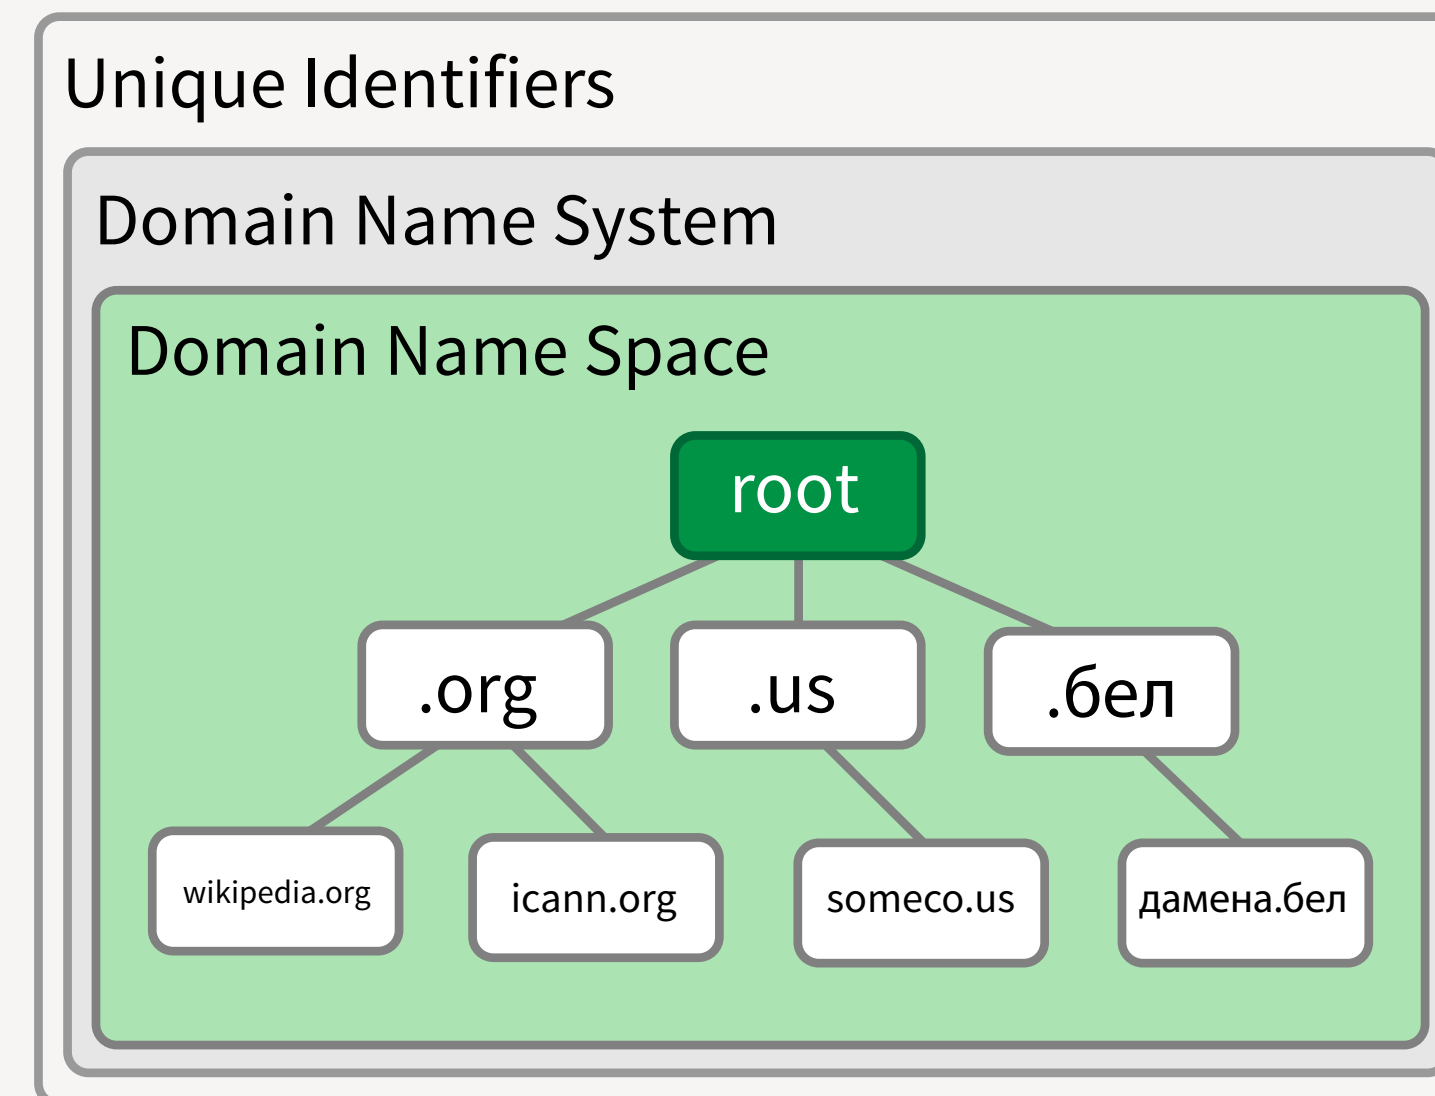 Unique Identifiers
Domain Name System
Domain Name Space
root
.org
.us
.бел
wikipedia.org
icann.org
someco.us
дамена.бел